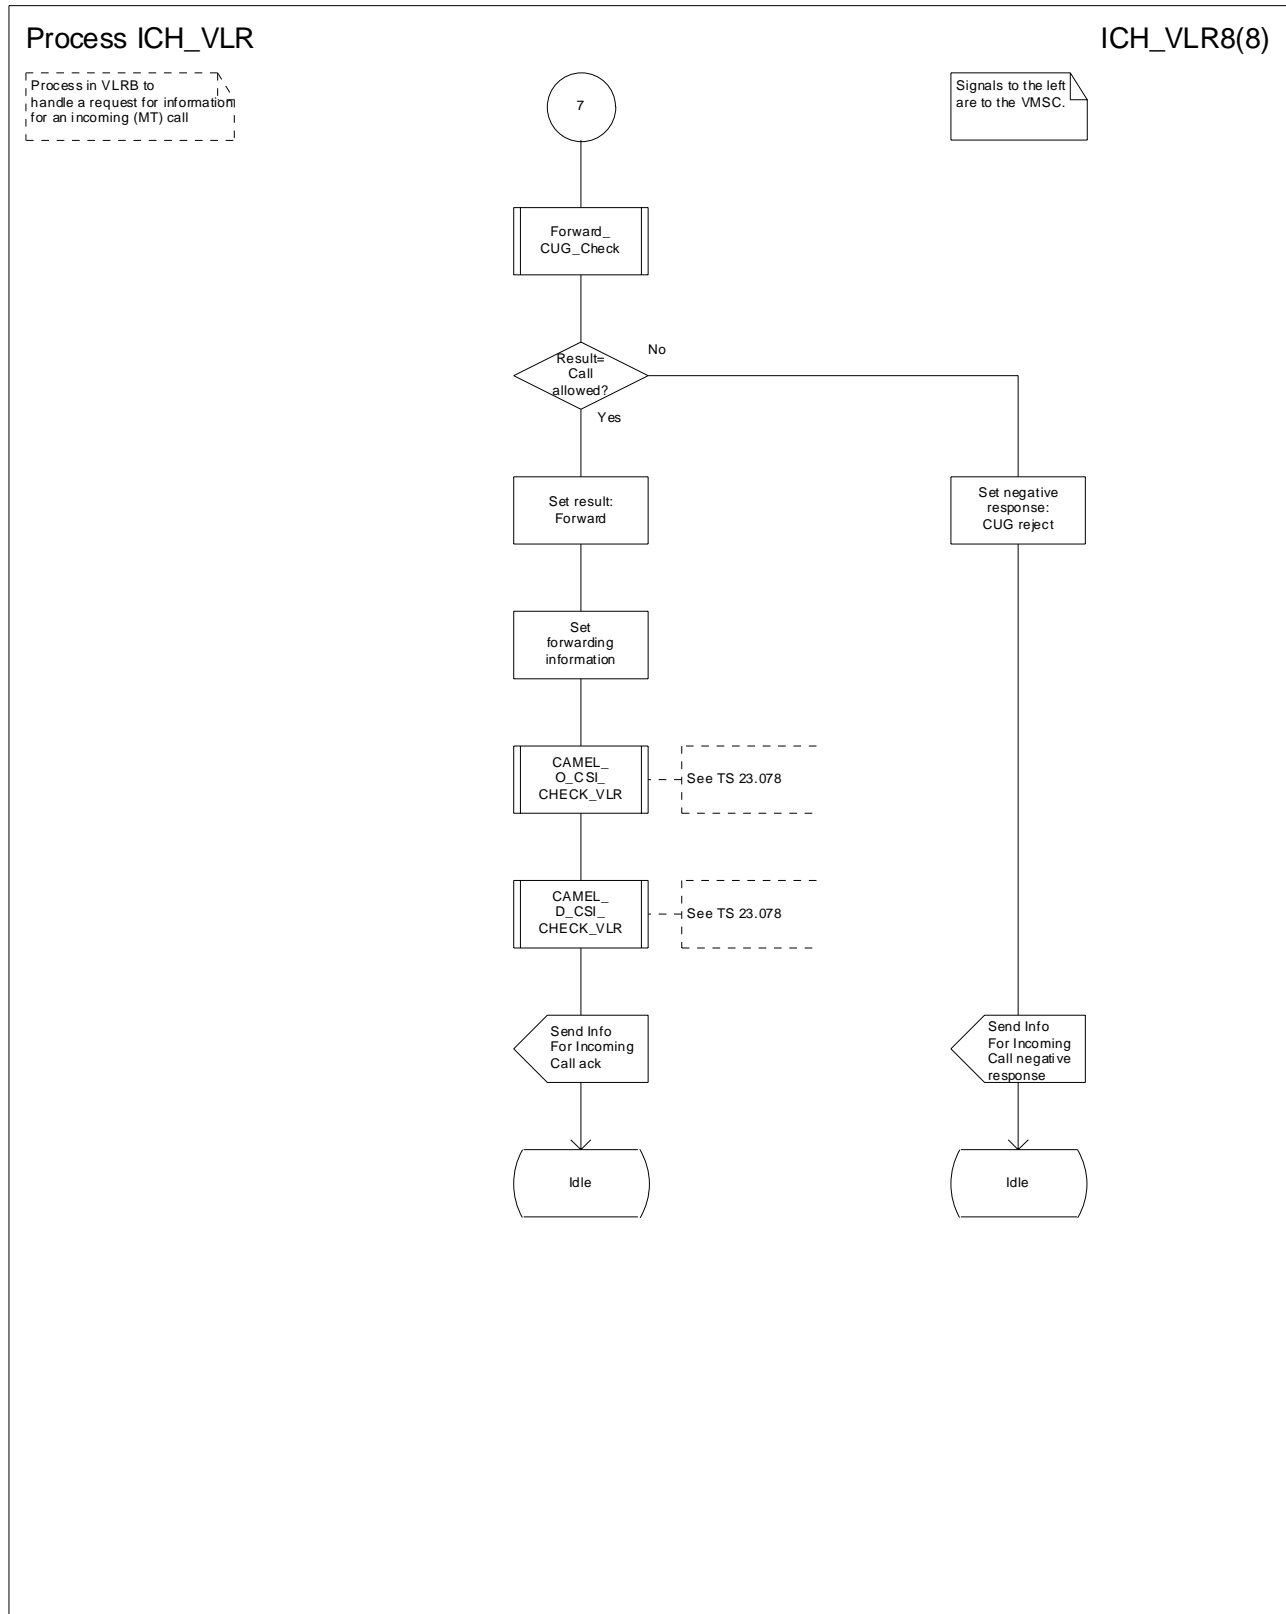 Process ICH_VLR
ICH_VLR8(8)
Process in VLRB to
handle a request for information
for an incoming (MT) call
7
Signals to the left
are to the VMSC.
Forward_
CUG_Check
Result=
Call
allowed?
No
Yes
Set result:
Forward
Set negative
response:
CUG reject
Set
forwarding
information
CAMEL_
O_CSI_
CHECK_VLR
See TS 23.078
CAMEL_
D_CSI_
CHECK_VLR
See TS 23.078
Send Info
For Incoming
Call ack
Send Info
For Incoming
Call negative
response
Idle
Idle